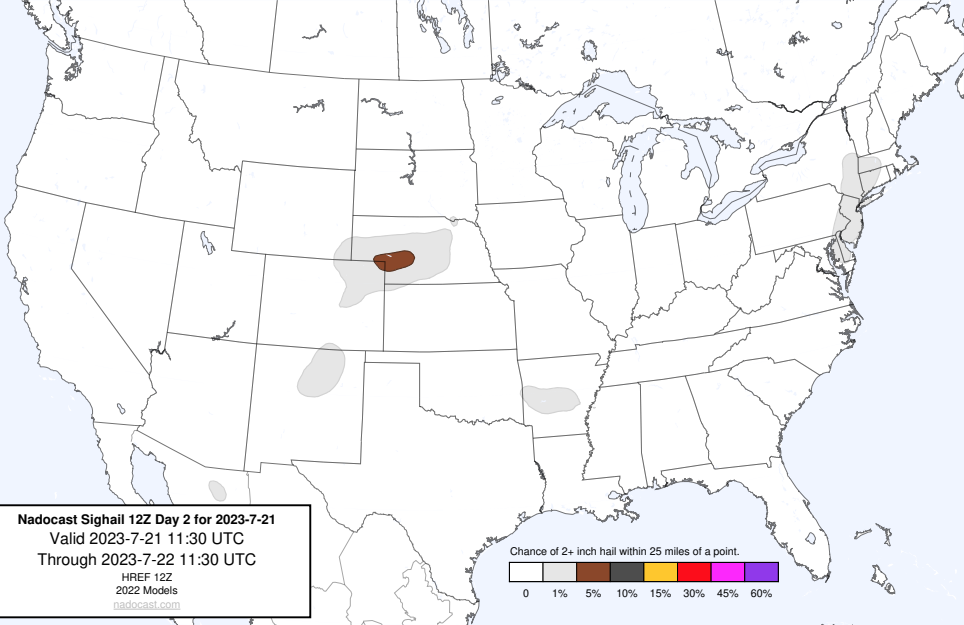 Nadocast Sighail 12Z Day 2 for 2023-7-21
Valid 2023-7-21 11:30 UTC
Through 2023-7-22 11:30 UTC
HREF 12Z
2022 Models
nadocast.com
Chance of 2+ inch hail within 25 miles of a point.
0 1% 5% 10% 15% 30% 45% 60%